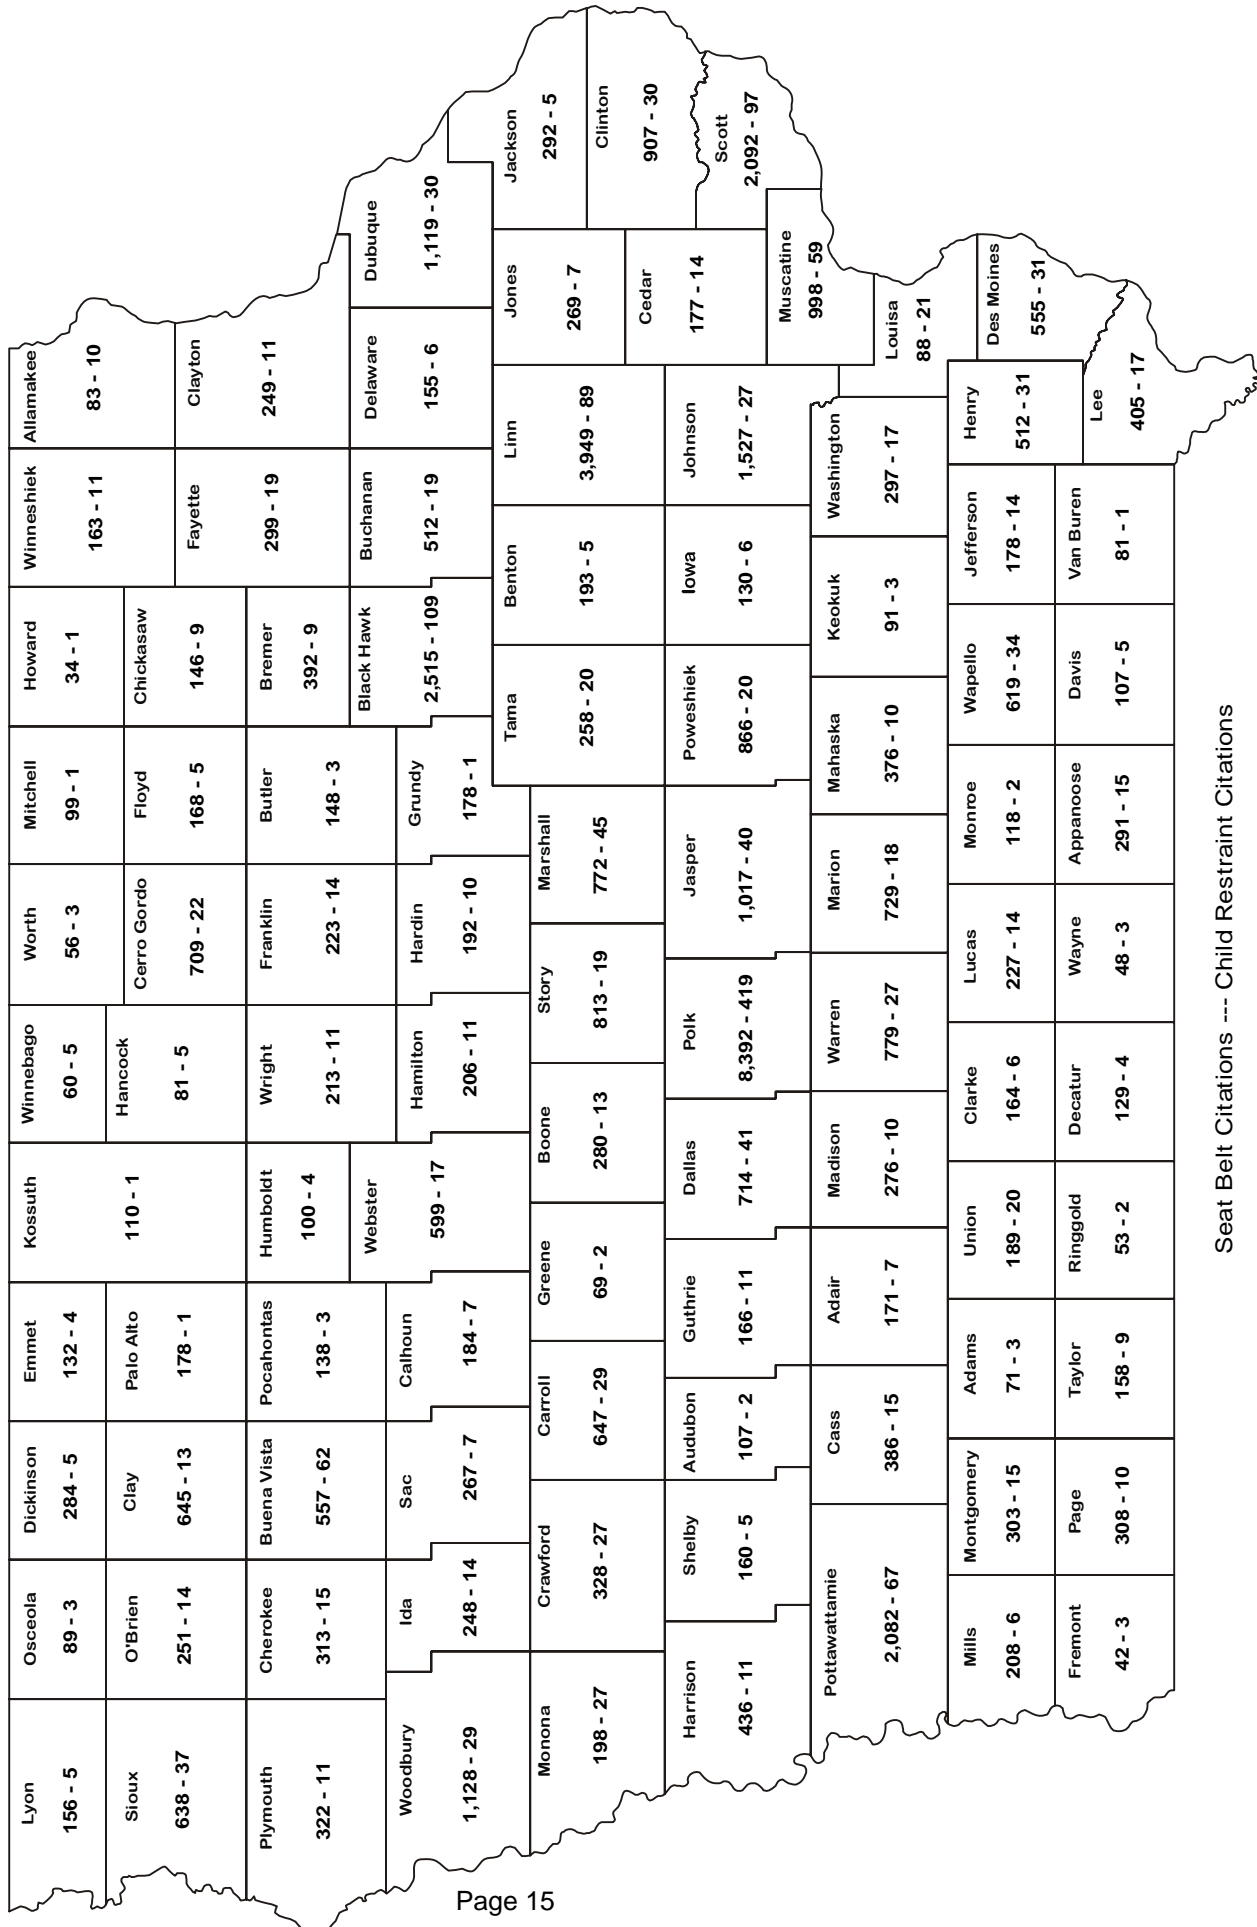 Lyon
156 - 5
Osceola
89 - 3
Dickinson
284 - 5
Emmet
132 - 4
Kossuth
110 - 1
Winnebago
60 - 5
Worth
56 - 3
Mitchell
99 - 1
Howard
34 - 1
Winneshiek
163 - 11
Allamakee
83 - 10
Sioux
638 - 37
O'Brien
251 - 14
Clay
645 - 13
Palo Alto
178 - 1
Hancock
81 - 5
Cerro Gordo
709 - 22
Floyd
168 - 5
Chickasaw
146 - 9
Fayette
299 - 19
Clayton
249 - 11
Plymouth
322 - 11
Cherokee
313 - 15
Buena Vista
557 - 62
Pocahontas
138 - 3
Humboldt
100 - 4
Wright
213 - 11
Franklin
223 - 14
Butler
148 - 3
Bremer
392 - 9
Woodbury
1,128 - 29
Ida
248 - 14
Sac
267 - 7
Calhoun
184 - 7
Webster
599 - 17
Hamilton
206 - 11
Hardin
192 - 10
Grundy
178 - 1
Black Hawk
2,515 - 109
Buchanan
512 - 19
Delaware
155 - 6
Dubuque
1,119 - 30
Monona
198 - 27
Crawford
328 - 27
Carroll
647 - 29
Greene
69 - 2
Boone
280 - 13
Story
813 - 19
Marshall
772 - 45
Tama
258 - 20
Benton
193 - 5
Linn
3,949 - 89
Jones
269 - 7
Jackson
292 - 5
Clinton
907 - 30
Harrison
436 - 11
Shelby
160 - 5
Audubon
107 - 2
Guthrie
166 - 11
Dallas
714 - 41
Polk
8,392 - 419
Jasper
1,017 - 40
Poweshiek
866 - 20
Iowa
130 - 6
Johnson
1,527 - 27
Cedar
177 - 14
Scott
2,092 - 97
Muscatine
998 - 59
Pottawattamie
2,082 - 67
Cass
386 - 15
Adair
171 - 7
Madison
276 - 10
Warren
779 - 27
Marion
729 - 18
Mahaska
376 - 10
Keokuk
91 - 3
Washington
297 - 17
Louisa
88 - 21
Mills
208 - 6
Montgomery
303 - 15
Adams
71 - 3
Union
189 - 20
Clarke
164 - 6
Lucas
227 - 14
Monroe
118 - 2
Wapello
619 - 34
Jefferson
178 - 14
Henry
512 - 31
Des Moines
555 - 31
Fremont
42 - 3
Page
308 - 10
Taylor
158 - 9
Ringgold
53 - 2
Decatur
129 - 4
Wayne
48 - 3
Appanoose
291 - 15
Davis
107 - 5
Van Buren
81 - 1
Lee
405 - 17
Seat Belt Citations --- Child Restraint Citations
Page 15